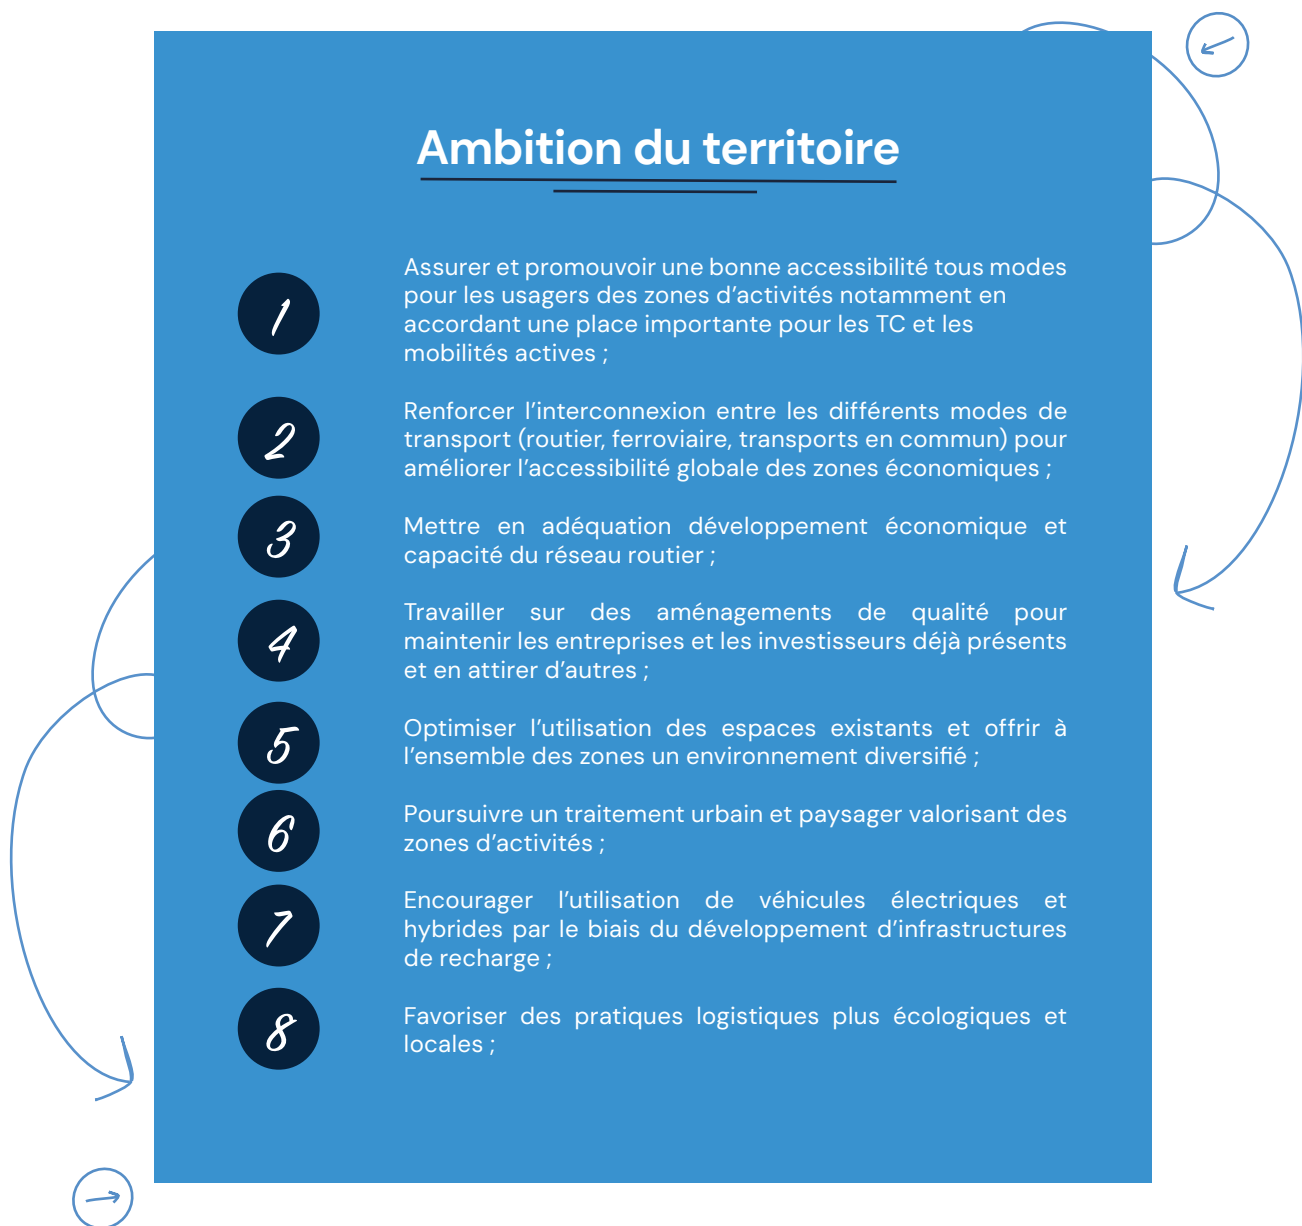 Ambition du territoire
1
Assurer et promouvoir une bonne accessibilité tous modes
pour les usagers des zones d’activités notamment en
accordant une place importante pour les TC et les
mobilités actives ;
2
Renforcer l’interconnexion entre les différents modes de
transport (routier, ferroviaire, transports en commun) pour
améliorer l’accessibilité globale des zones économiques ;
3
Mettre en adéquation développement économique et
capacité du réseau routier ;
4
Travailler sur des aménagements de qualité pour
maintenir les entreprises et les investisseurs déjà présents
et en attirer d’autres ;
5
Optimiser l’utilisation des espaces existants et offrir à
l’ensemble des zones un environnement diversifié ;
6
Poursuivre un traitement urbain et paysager valorisant des
zones d’activités ;
7
Encourager l’utilisation de véhicules électriques et
hybrides par le biais du développement d’infrastructures
de recharge ;
8
Favoriser des pratiques logistiques plus écologiques et
locales ;